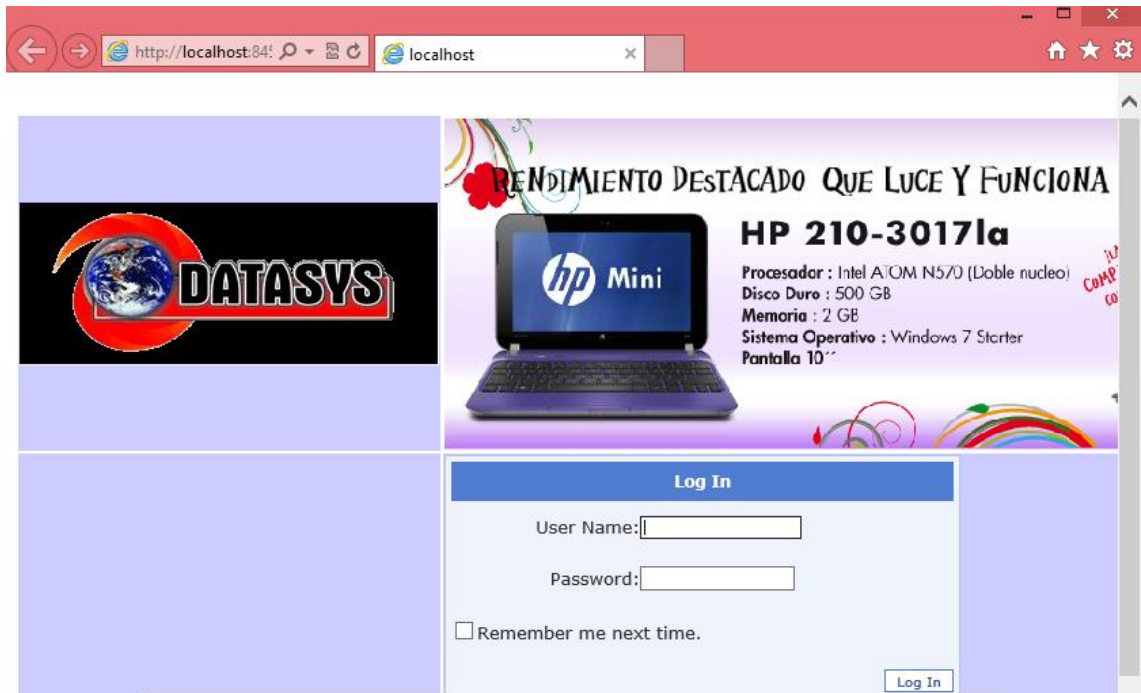 http://localhost:84
localhost
DATASYS
RENDIMIENTO DESTACADO QUE LUCE Y FUNCIONA
HP 210-3017la
hp Mini
Procesador : Intel ATOM N570 (Doble nucleo)
Disco Duro : 500 GB
Memoria : 2 GB
Sistema Operativo : Windows 7 Starter
Pantalla 10´´
Log In
User Name:
Password:
Remember me next time.
Log In